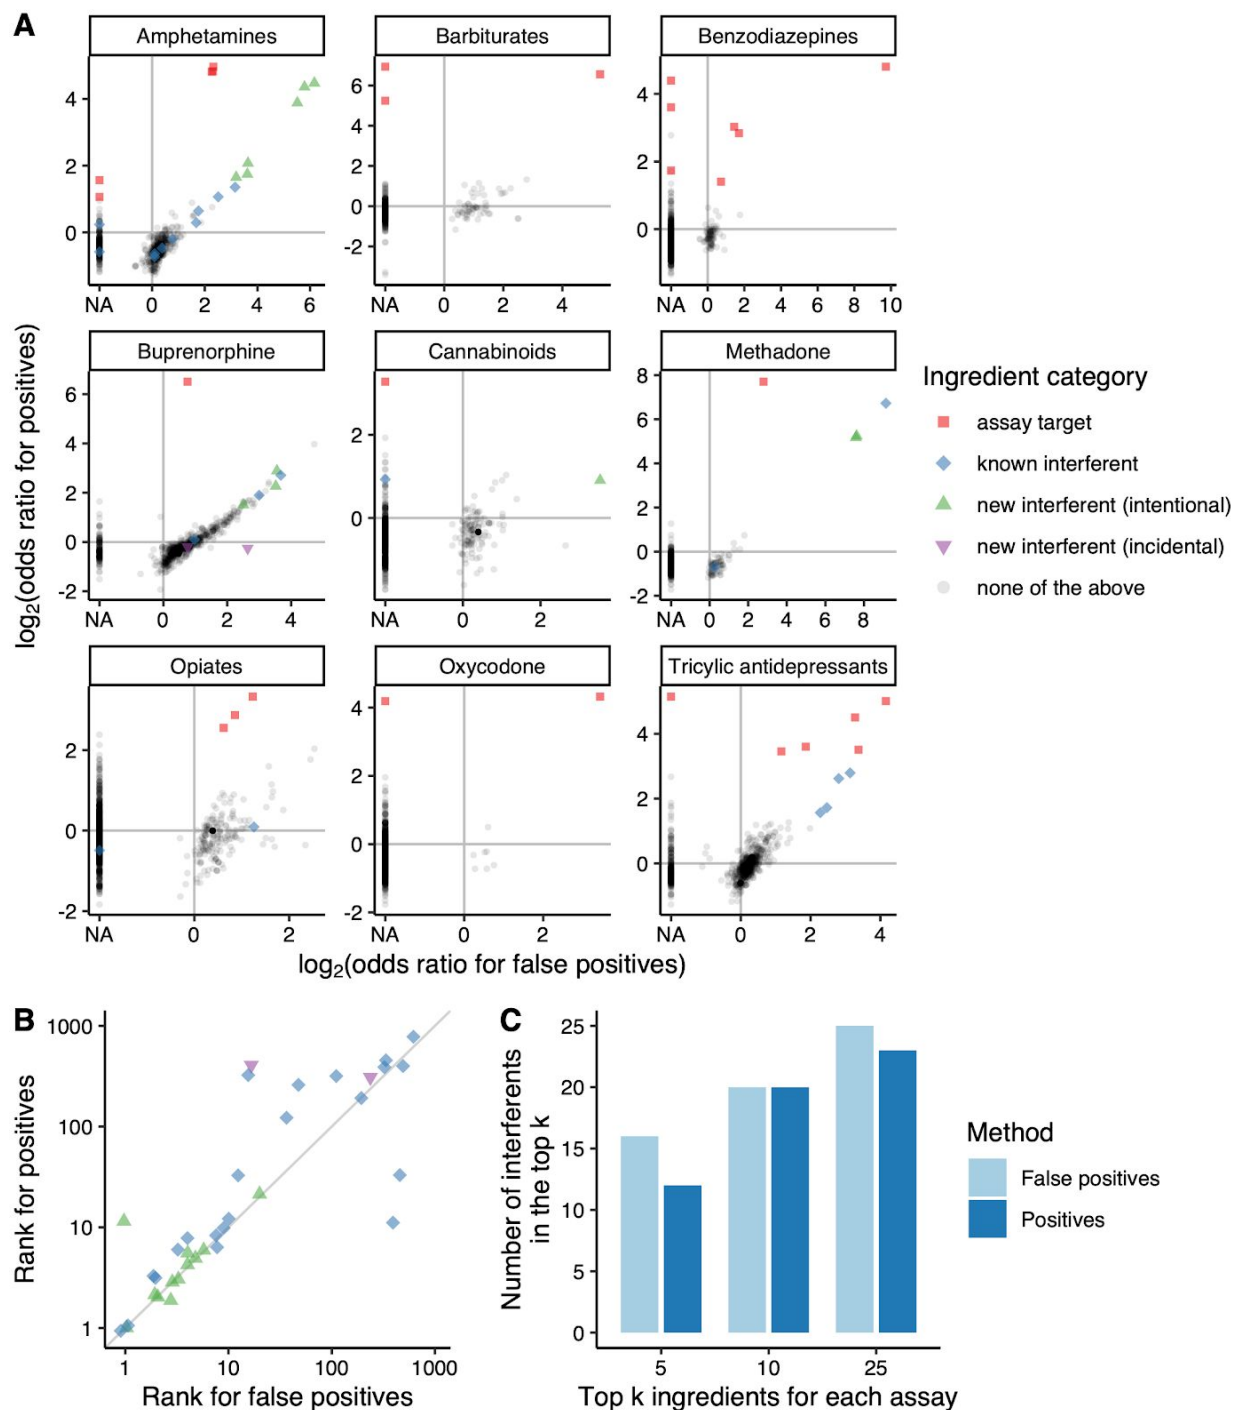 A
Amphetamines
Barbiturates
Benzodiazepines
4
2
0
NA 0 2 4 6
6
4
2
0
-2
NA 0 2 4
4
2
0
NA 0 2 4 6 8 10
Buprenorphine
Cannabinoids
Methadone
6
4
2
0
-2
NA 0 2 4
2
0
NA 0 2
8
6
4
2
0
-2
NA 0 2 4 6 8
Opiates
Oxycodone
Tricylic antidepressants
2
0
-2
NA 0 2
4
2
0
-2
NA 0 2
4
2
0
NA 0 2 4
log₂(odds ratio for positives)
log₂(odds ratio for false positives)
Ingredient category
assay target
known interferent
new interferent (intentional)
new interferent (incidental)
none of the above
B
Rank for positives
1000
100
10
1
1 10 100 1000
Rank for false positives
C
Number of interferents
in the top k
25
20
15
10
5
0
5 10 25
Top k ingredients for each assay
Method
False positives
Positives